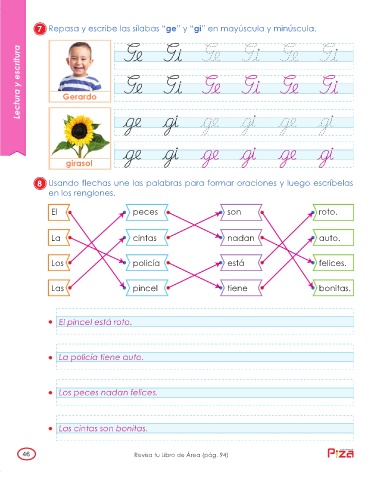 7 Repasa y escribe las sílabas “ge” y “gi” en mayúscula y minúscula.
Lectura y escritura
Ge Gi Ge Gi Ge Gi
Ge Gi Ge Gi Ge Gi
Gerardo
ge gi ge gi ge gi
ge gi ge gi ge gi
girasol
8 Usando flechas une las palabras para formar oraciones y luego escríbelas
en los renglones.
El peces son roto.
La cintas nadan auto.
Los policía está felices.
Las pincel tiene bonitas.
El pincel está roto.
La policía tiene auto.
Los peces nadan felices.
Las cintas son bonitas.
46 Revisa tu Libro de Área (pág. 94)